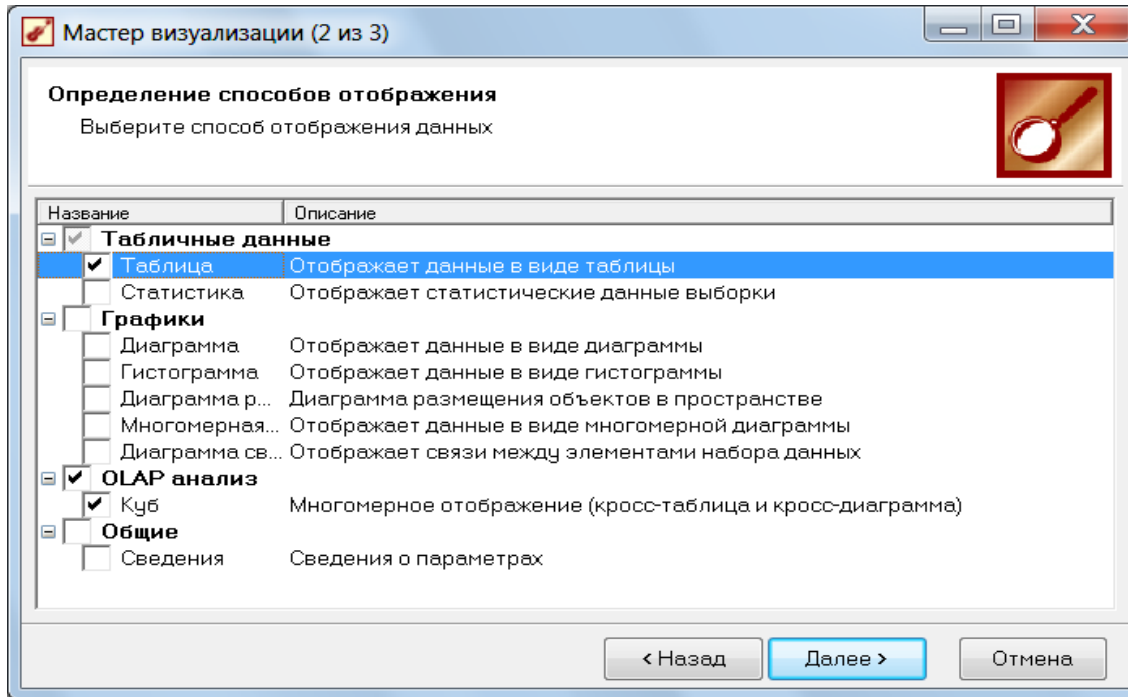 Мастер визуализации (2 из 3)
Определение способов отображения
Выберите способ отображения данных
Название Описание
Табличные данные
Таблица Отображает данные в виде таблицы
Статистика Отображает статистические данные выборки
Графики
Диаграмма Отображает данные в виде диаграммы
Гистограмма Отображает данные в виде гистограммы
Диаграмма р... Диаграмма размещения объектов в пространстве
Многомерная... Отображает данные в виде многомерной диаграммы
Диаграмма св... Отображает связи между элементами набора данных
OLAP анализ
Куб Многомерное отображение (кросс-таблица и кросс-диаграмма)
Общие
Сведения Сведения о параметрах
< Назад Далее > Отмена